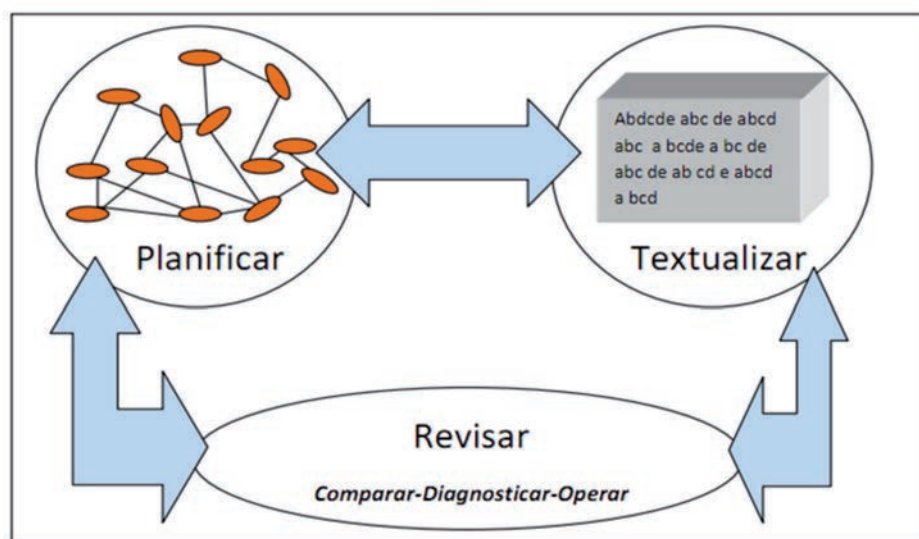 Abdcde abc de abcd
abc a bcde a bc de
abc de ab cd e abcd
a bcd
Planificar
Textualizar
Revisar
Comparar-Diagnosticar-Operar